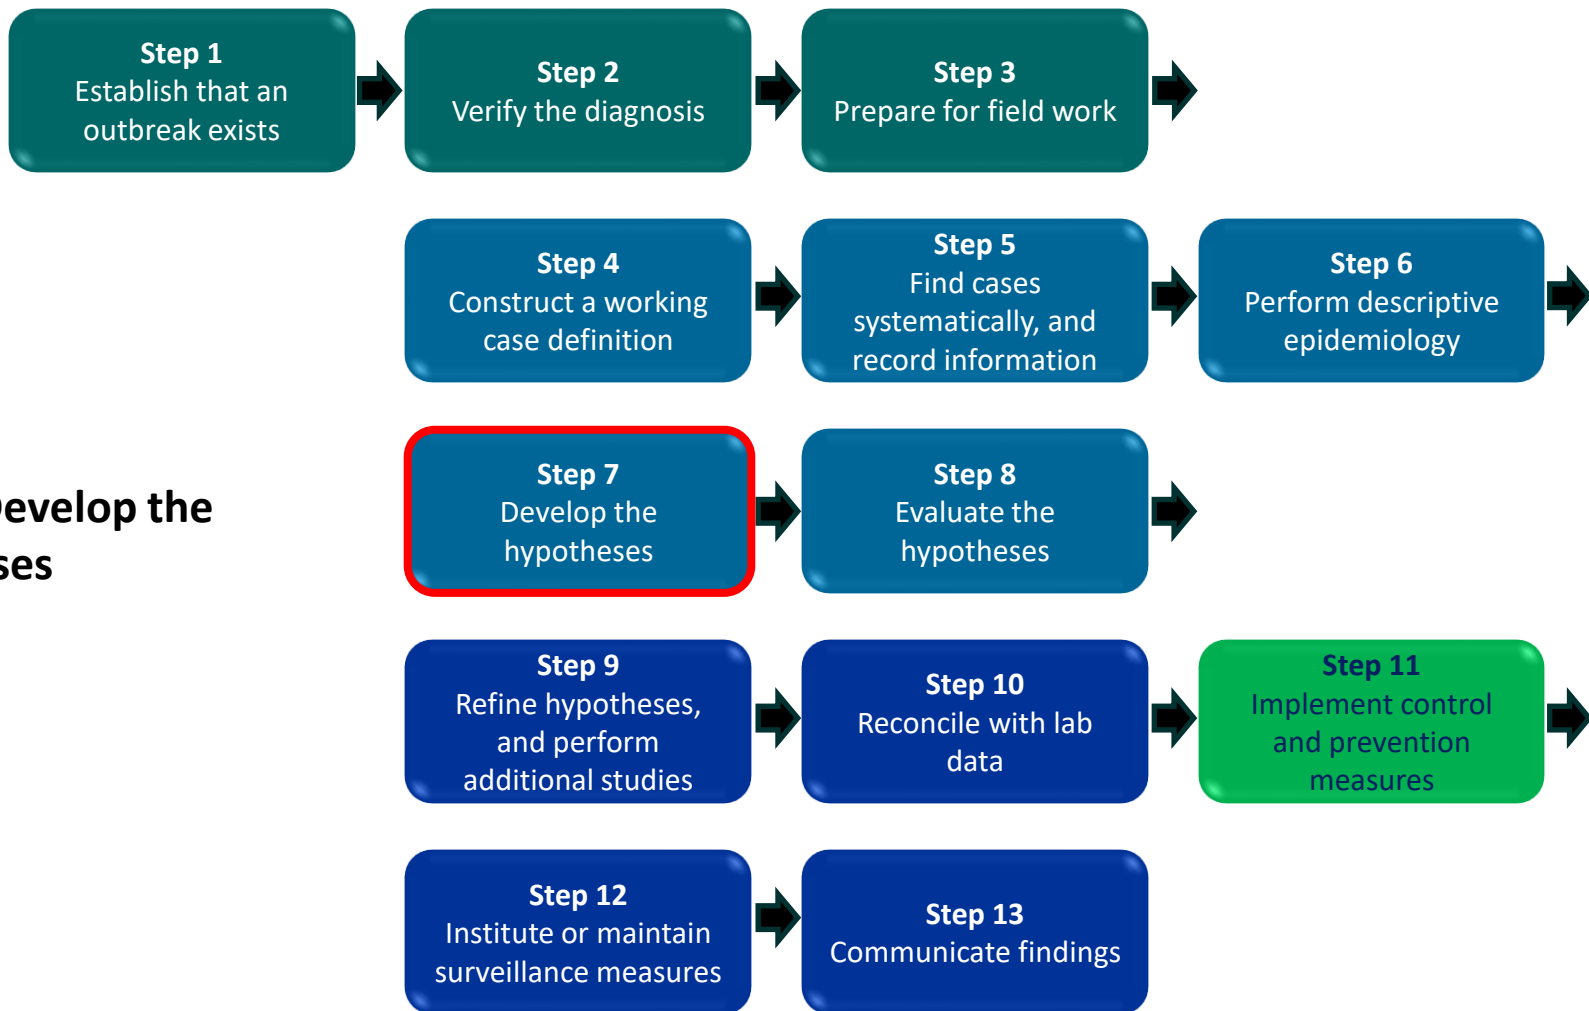 Step 1
Establish that an
outbreak exists
Step 2
Verify the diagnosis
Step 3
Prepare for field work
Step 4
Construct a working
case definition
Step 5
Find cases
systematically, and
record information
Step 6
Perform descriptive
epidemiology
evelop the
ses
Step 7
Develop the
hypotheses
Step 8
Evaluate the
hypotheses
Step 9
Refine hypotheses,
and perform
additional studies
Step 10
Reconcile with lab
data
Step 11
Implement control
and prevention
measures
Step 12
Institute or maintain
surveillance measures
Step 13
Communicate findings